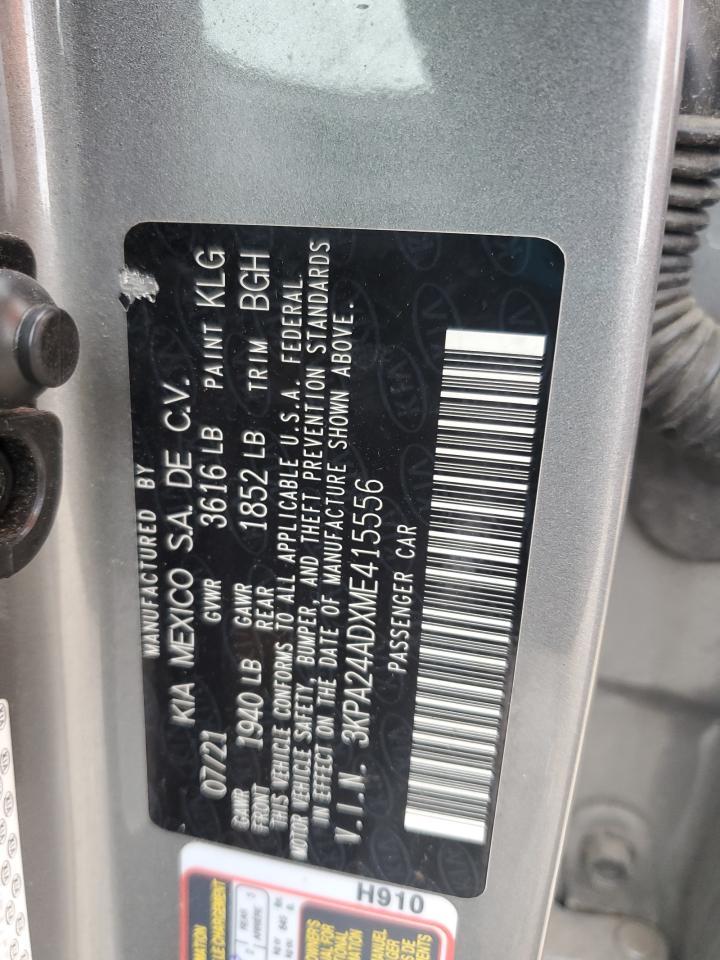 MANUFACTURED BY
KIA MEXICO S.A. DE C.V.
07/21 GVWR 3616 LB PAINT KLG
GAWR FRONT 1940 LB GAWR REAR 1852 LB TRIM BGH
THIS VEHICLE CONFORMS TO ALL APPLICABLE U.S.A. FEDERAL
MOTOR VEHICLE SAFETY, BUMPER, AND THEFT PREVENTION STANDARDS
IN EFFECT ON THE DATE OF MANUFACTURE SHOWN ABOVE.
V.I.N. 3KPA24ADXME415556
PASSENGER CAR
H910